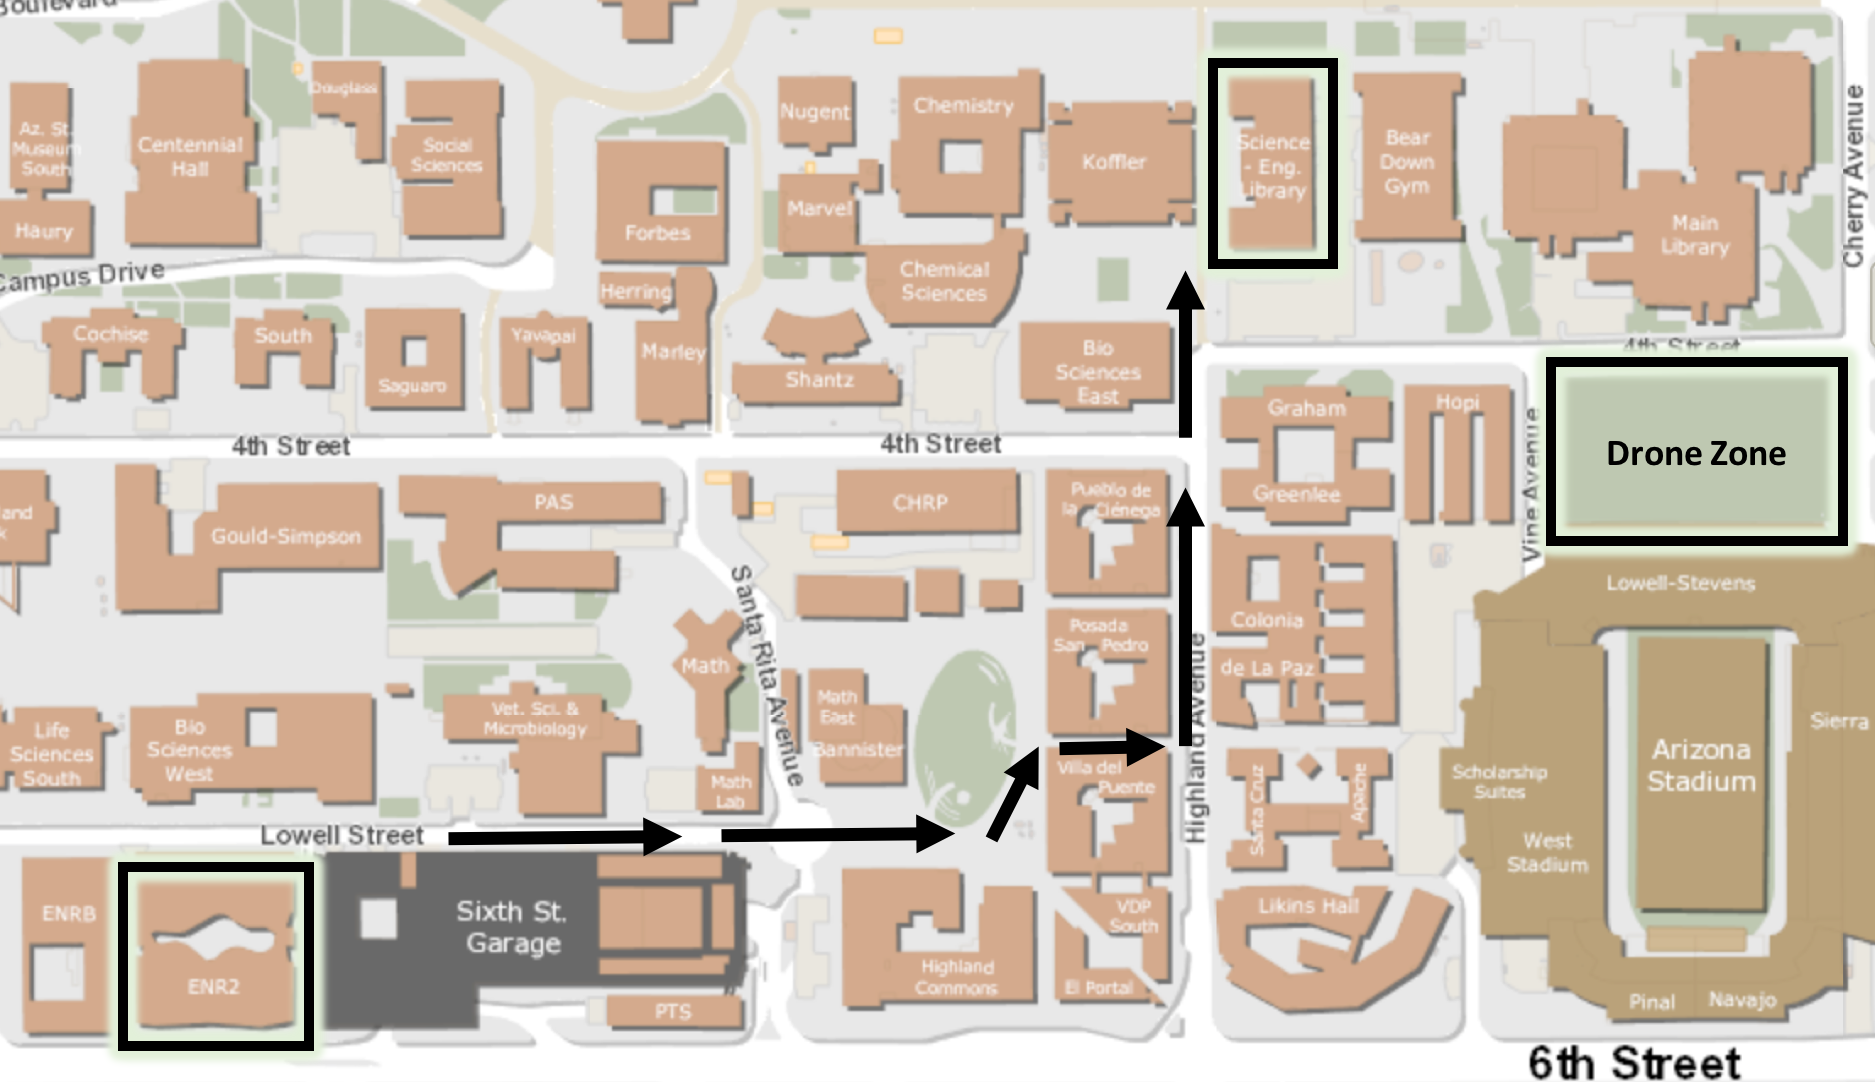 Boulevard
Douglass
Az. St.
Museum
South
Centennial
Hall
Social
Sciences
Nugent
Chemistry
Koffler
Science
- Eng.
Library
Bear
Down
Gym
Cherry Avenue
Haury
Forbes
Marvel
Main
Library
Campus Drive
Herring
Chemical
Sciences
Cochise
South
Saguaro
Yavapai
Marley
Shantz
Bio
Sciences
East
4th Street
4th Street
4th Street
Graham
Greenlee
Hopi
Vine Avenue
Drone Zone
and
k
Gould-Simpson
PAS
CHRP
Pueblo de
la Ciénega
Santa Rita Avenue
Lowell-Stevens
Colonia
de La Paz
Math
Posada
San Pedro
Highland Avenue
Life
Sciences
South
Bio
Sciences
West
Vet. Sci. &
Microbiology
Math
East
Bannister
Math
Lab
Villa del
Puente
Santa Cruz
Apache
Scholarship
Suites
Arizona
Stadium
Sierra
West
Stadium
Lowell Street
ENRB
ENR2
Sixth St.
Garage
PTS
Highland
Commons
VDP
South
El Portal
Likins Hall
Pinal
Navajo
6th Street